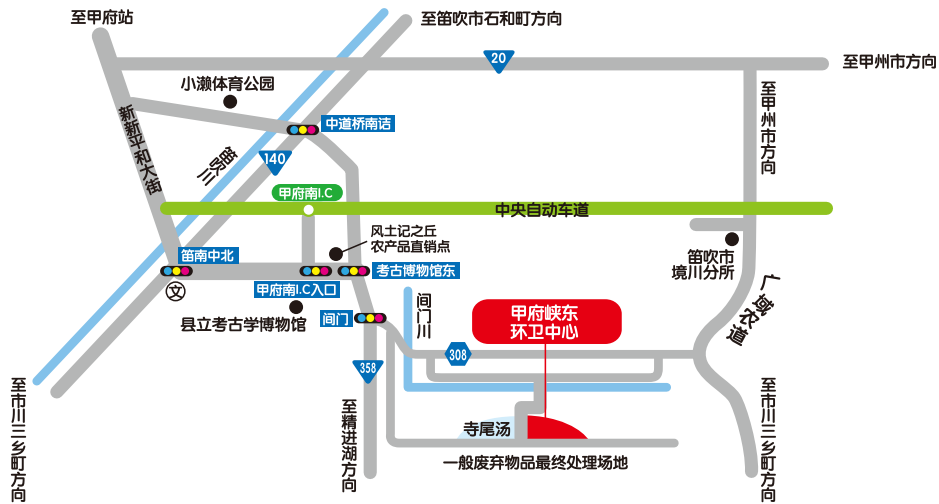 至甲府站
至笛吹市石和町方向
20
至甲州市方向
小濑体育公园
至甲州市方向
新新平和大街
中道桥南诘
笛吹川
140
甲府南I.C
中央自动车道
风土记之丘
农产品直销点
笛南中北
考古博物馆东
笛吹市
境川分所
文
甲府南I.C入口
县立考古学博物馆
间门
间门川
甲府峡东
环卫中心
广域农道
308
358
至市川三乡町方向
至精进湖方向
寺尾汤
至市川三乡町方向
一般废弃物品最终处理场地